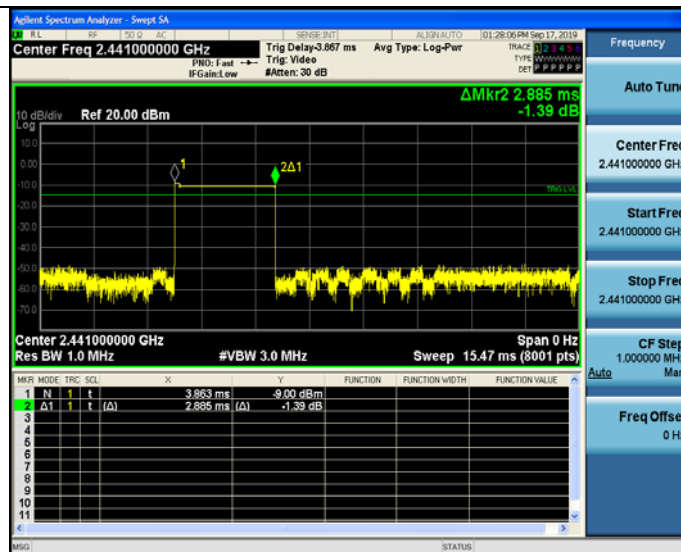 Agilent Spectrum Analyzer - Swept SA
RL RF 50 Ω AC SENSE:INT ALIGN AUTO 01:28:06 PM Sep 17, 2019
Center Freq 2.441000000 GHz
PNO: Fast
IFGain:Low
Trig Delay-3.867 ms
Trig: Video
#Atten: 30 dB
Avg Type: Log-Pwr
TRACE 1 2 3 4 5 6
TYPE WWWWWW
DET P P P P P P
ΔMkr2 2.885 ms
-1.39 dB
10 dB/div Ref 20.00 dBm
Log
10.0
0.00
-10.0
-20.0
-30.0
-40.0
-50.0
-60.0
-70.0
1
2Δ1
TRIG LVL
Center 2.441000000 GHz Span 0 Hz
Res BW 1.0 MHz #VBW 3.0 MHz Sweep 15.47 ms (8001 pts)
MKR MODE TRC SCL X Y FUNCTION FUNCTION WIDTH FUNCTION VALUE
1 N 1 t 3.863 ms -9.00 dBm
2 Δ1 1 t (Δ) 2.885 ms (Δ) -1.39 dB
3
4
5
6
7
8
9
10
11
MSG STATUS
Frequency
Auto Tun
Center Fre
2.441000000 GH
Start Fre
2.441000000 GH
Stop Fre
2.441000000 GH
CF Step
1.000000 MH
Auto Ma
Freq Offse
0 H